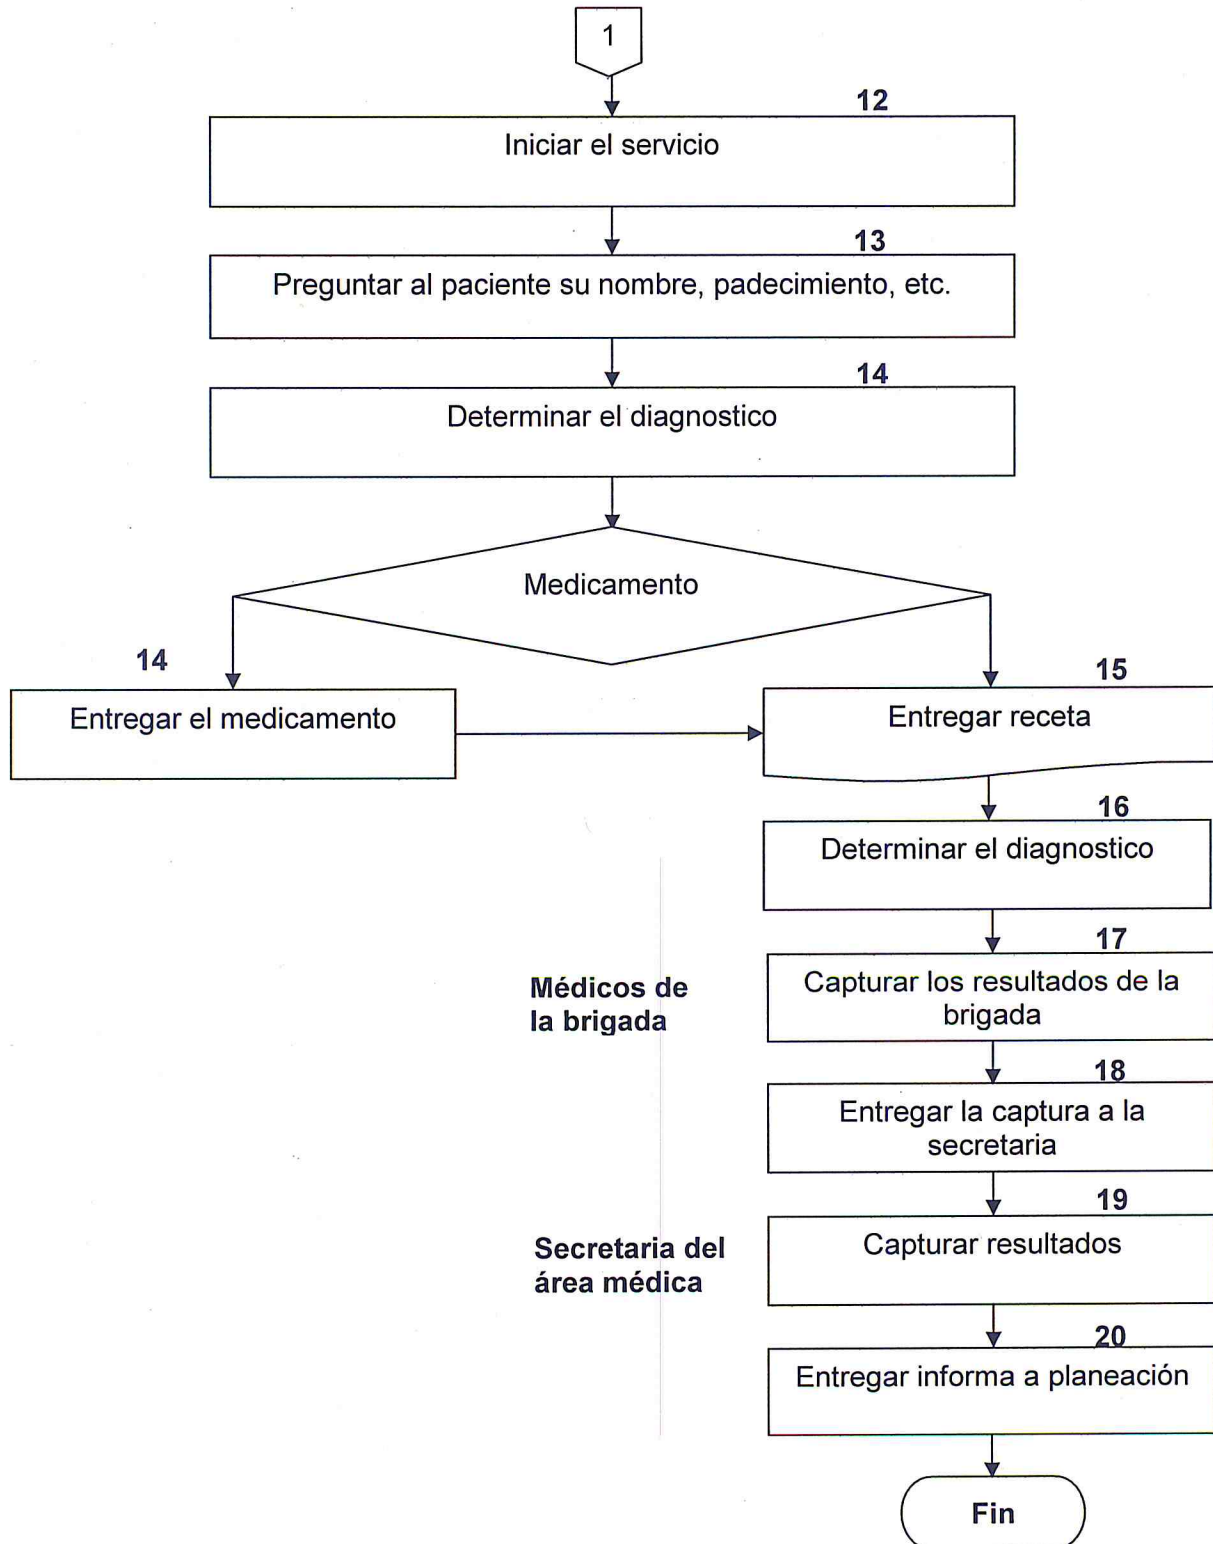 1
12
Iniciar el servicio
13
Preguntar al paciente su nombre, padecimiento, etc.
14
Determinar el diagnostico
Medicamento
14
Entregar el medicamento
15
Entregar receta
16
Determinar el diagnostico
17
Médicos de
la brigada
Capturar los resultados de la
brigada
18
Entregar la captura a la
secretaria
19
Secretaria del
área médica
Capturar resultados
20
Entregar informa a planeación
Fin